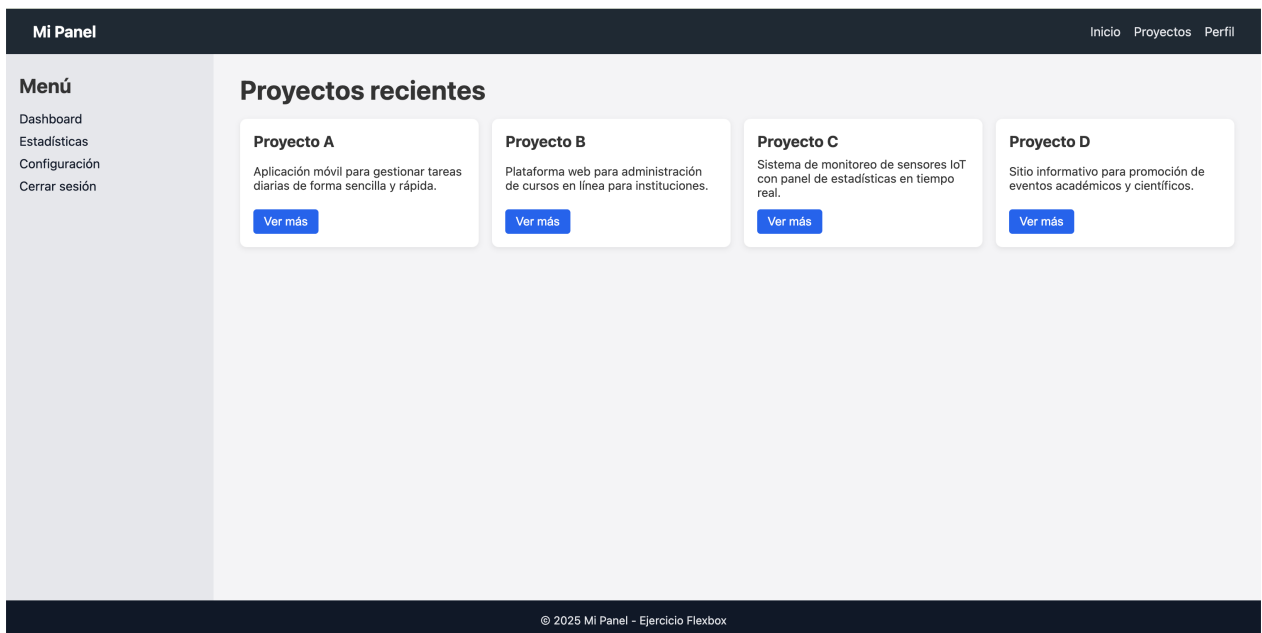 Mi Panel
Inicio Proyectos Perfil
Menú
Dashboard
Estadísticas
Configuración
Cerrar sesión
Proyectos recientes
Proyecto A
Aplicación móvil para gestionar tareas
diarias de forma sencilla y rápida.
Ver más
Proyecto B
Plataforma web para administración
de cursos en línea para instituciones.
Ver más
Proyecto C
Sistema de monitoreo de sensores IoT
con panel de estadísticas en tiempo
real.
Ver más
Proyecto D
Sitio informativo para promoción de
eventos académicos y científicos.
Ver más
© 2025 Mi Panel - Ejercicio Flexbox